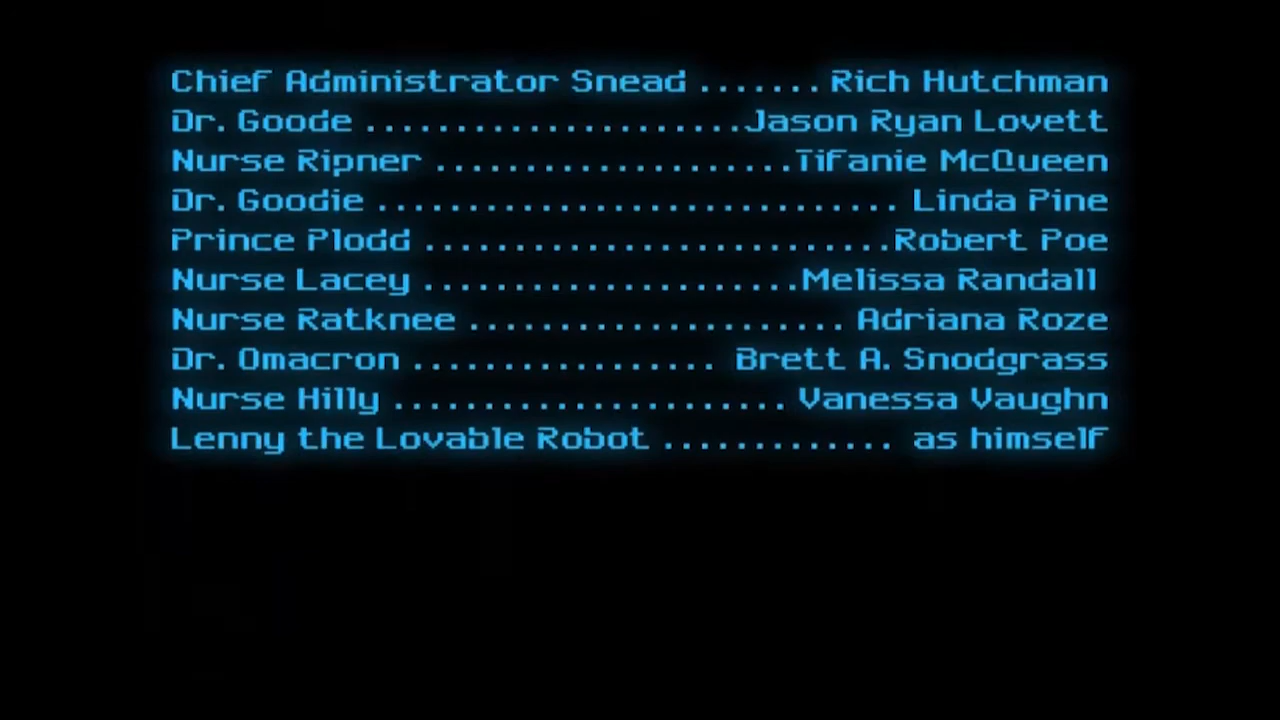 Chief Administrator Snead ....... Rich Hutchman
Dr. Goode .....................Jason Ryan Lovett
Nurse Ripner ....................Tifanie McQueen
Dr. Goodie ............................. Linda Pine
Prince Plodd ..........................Robert Poe
Nurse Lacey .....................Melissa Randall
Nurse Ratknee ..................... Adriana Roze
Dr. Omacron ................. Brett A. Snodgrass
Nurse Hilly ...................... Vanessa Vaughn
Lenny the Lovable Robot ............. as himself